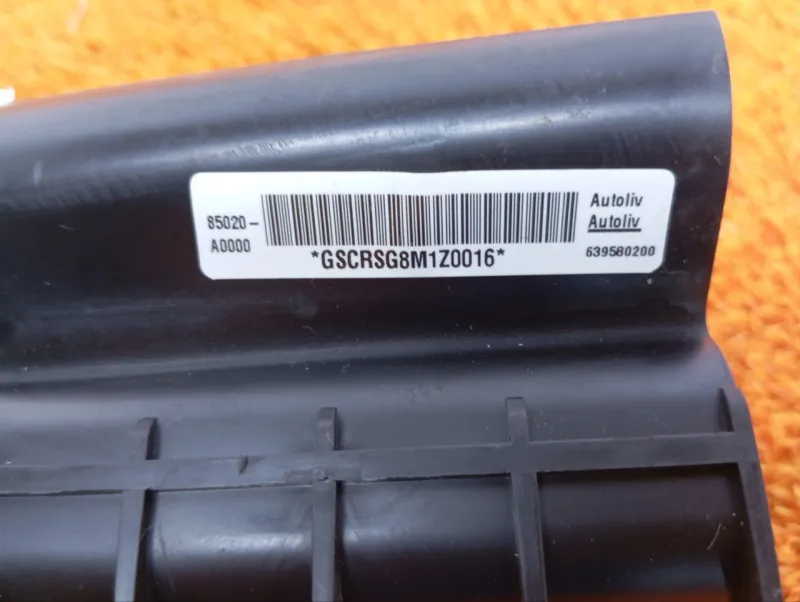 85020-
A0000
*GSCRSG8M1Z0016*
Autoliv
Autoliv
639580200